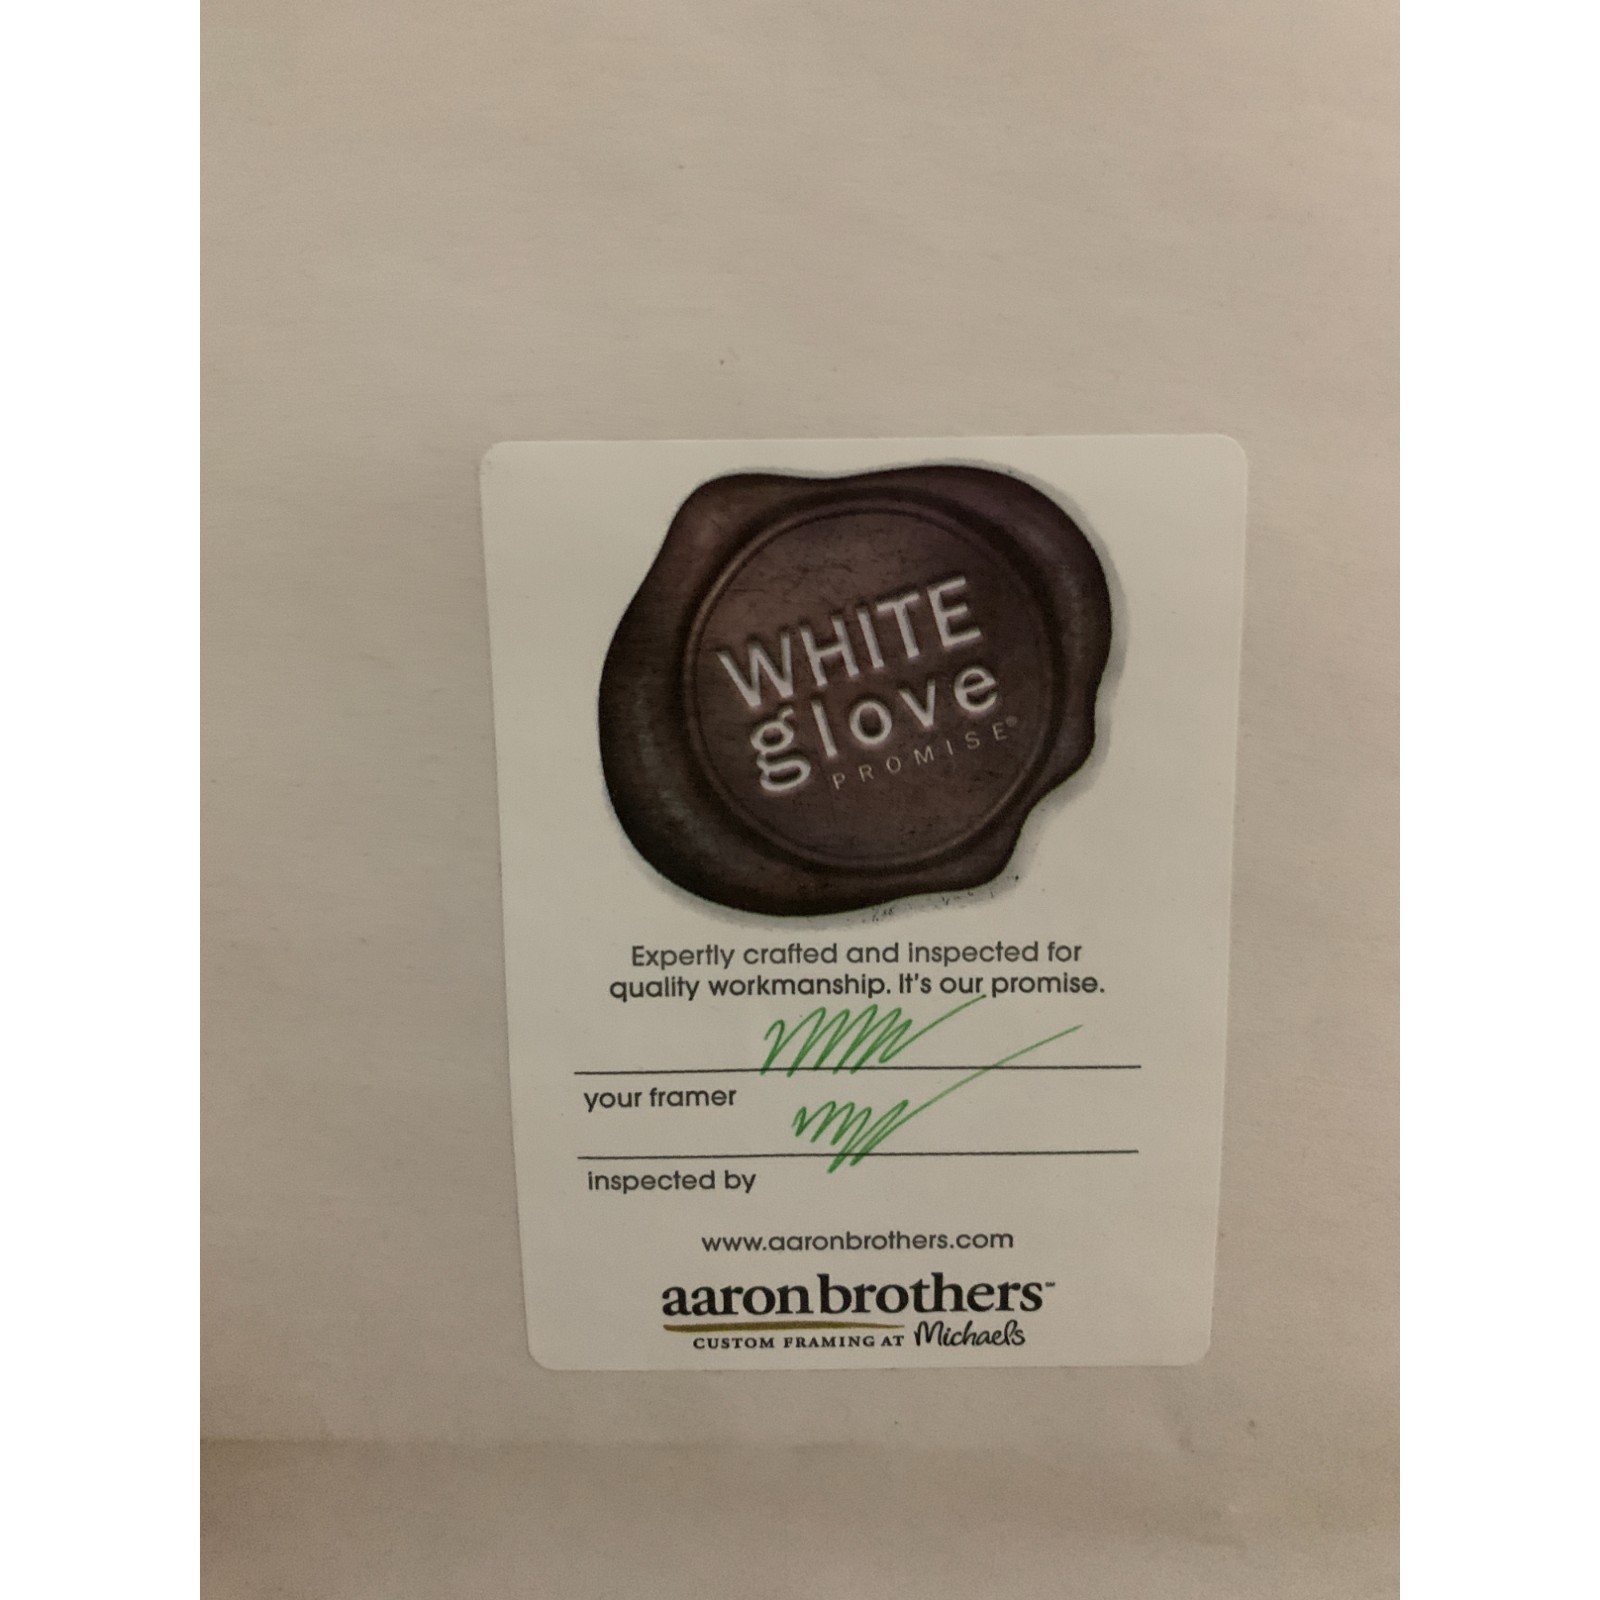 WHITE
glove
PROMISE®
Expertly crafted and inspected for
quality workmanship. It's our promise.
your framer
inspected by
www.aaronbrothers.com
aaronbrothers℠
CUSTOM FRAMING AT Michaels